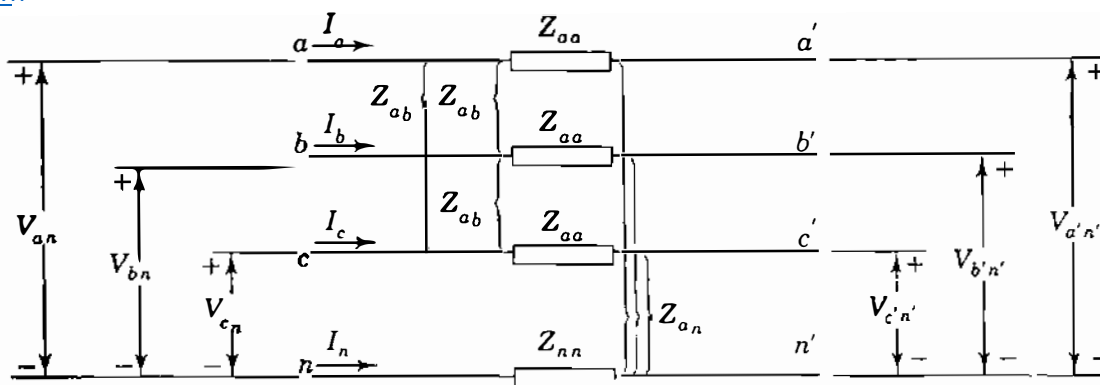 I_a
Z_aa
a
a'
+
+
Z_ab Z_ab
I_b
Z_aa
b
b'
+
+
V_an
Z_ab
I_c
Z_aa
c'
V_a'n'
c
+
+
V_bn
V_b'n'
V_cn
Z_an
V_c'n'
I_n
Z_nn
n'
− − −
n
− − −